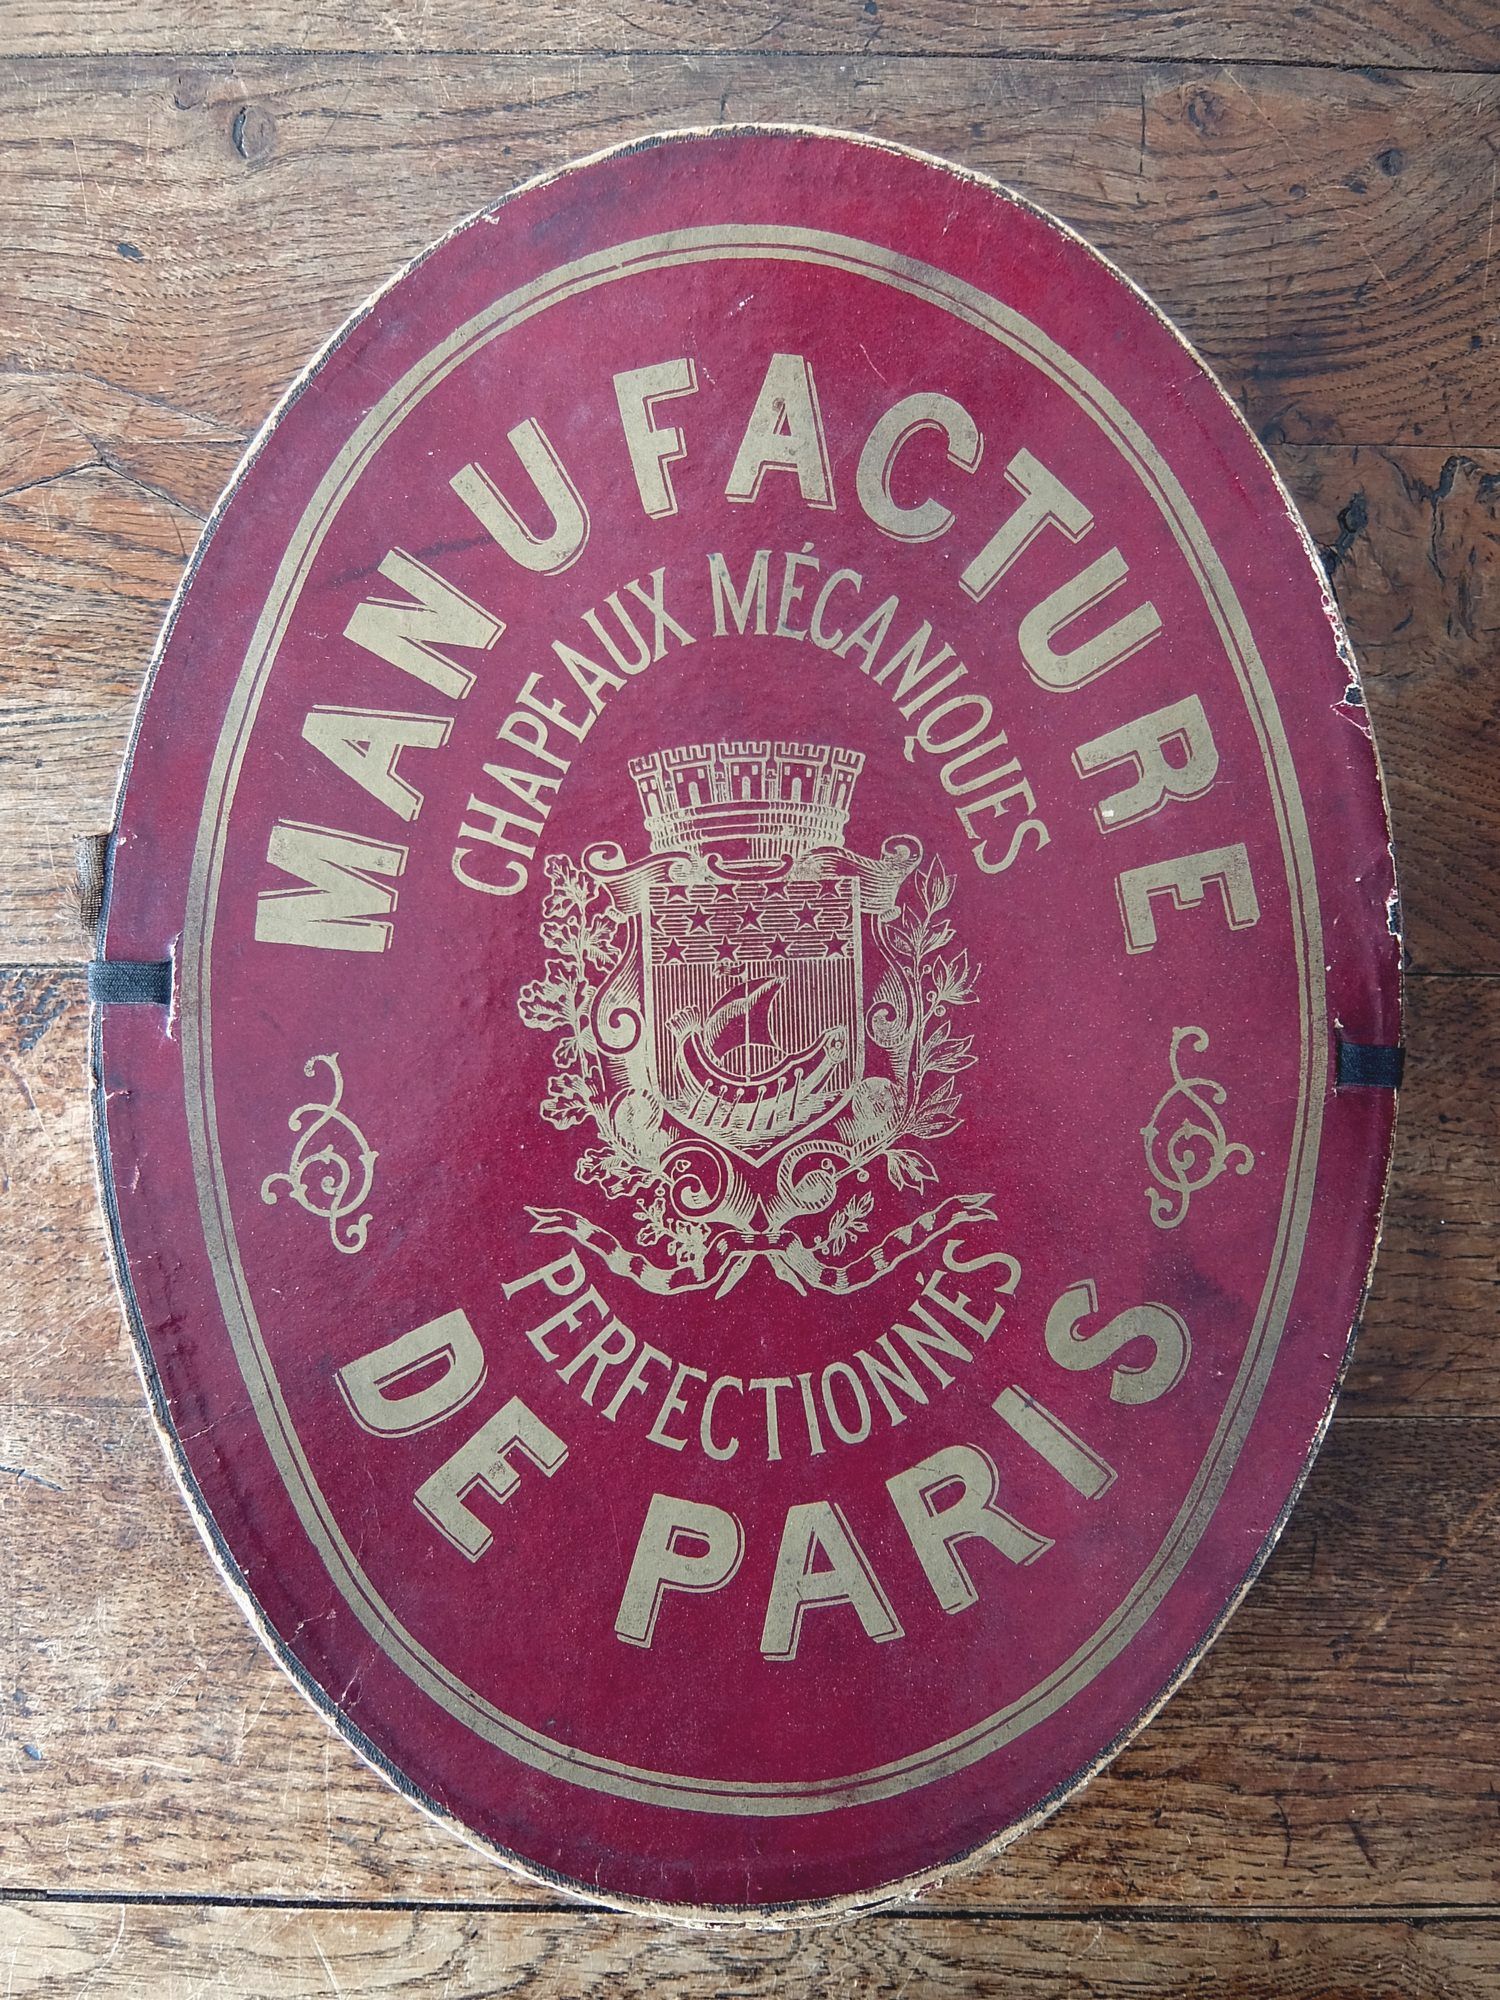 MANUFACTURE
CHAPEAUX MÉCANIQUES
PERFECTIONNÉS
DE PARIS